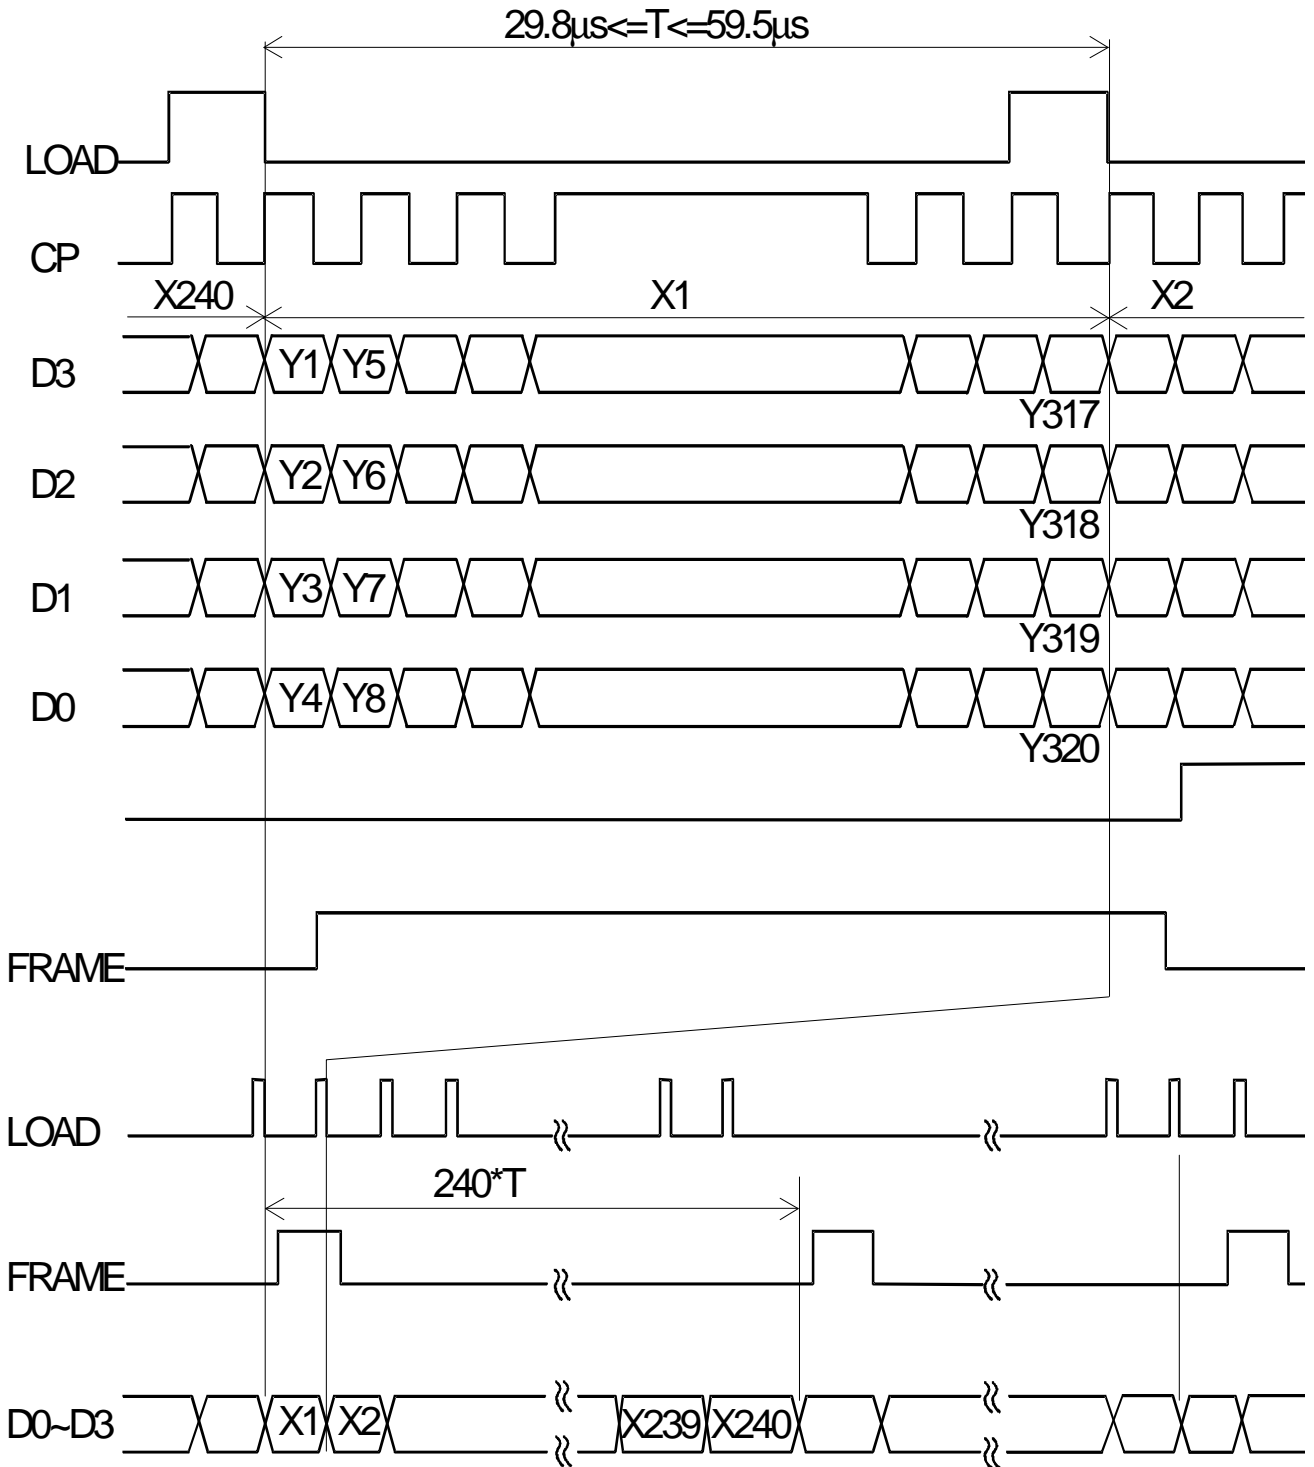 29.8µs<=T<=59.5µs
LOAD
CP
X240 X1 X2
D3 Y1 Y5
Y317
D2 Y2 Y6
Y318
D1 Y3 Y7
Y319
D0 Y4 Y8
Y320
FRAME
LOAD
240*T
FRAME
D0~D3 X1 X2 X239 X240